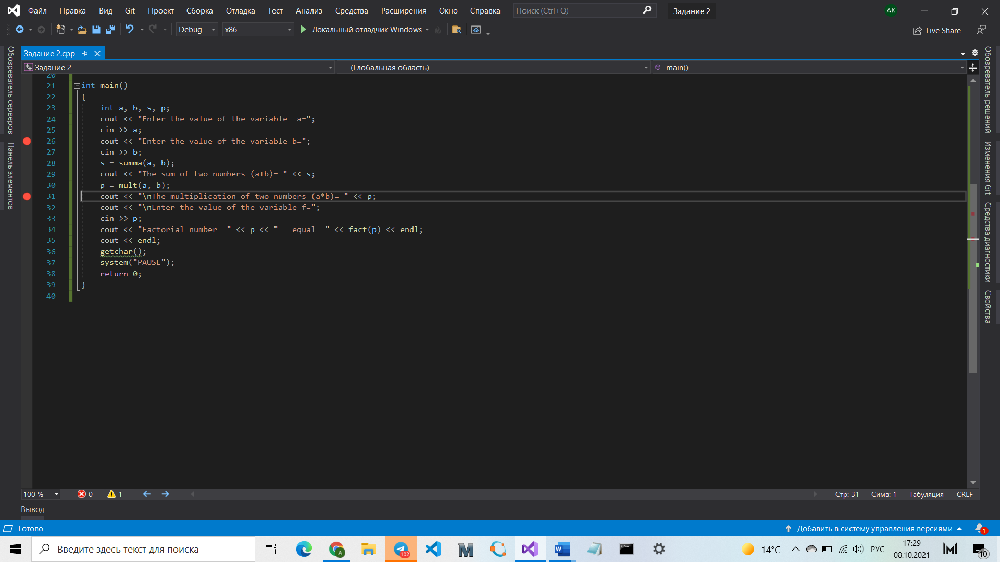 Файл Правка Вид Git Проект Сборка Отладка Тест Анализ Средства Расширения Окно Справка Поиск (Ctrl+Q) Задание 2 AK
Debug x86 Локальный отладчик Windows Live Share
Задание 2.cpp
Задание 2 (Глобальная область) main()
Обозреватель серверов
Панель элементов
20
21 int main()
22 {
23 int a, b, s, p;
24 cout << "Enter the value of the variable  a=";
25 cin >> a;
26 cout << "Enter the value of the variable b=";
27 cin >> b;
28 s = summa(a, b);
29 cout << "The sum of two numbers (a+b)= " << s;
30 p = mult(a, b);
31 cout << "\nThe multiplication of two numbers (a*b)= " << p;
32 cout << "\nEnter the value of the variable f=";
33 cin >> p;
34 cout << "Factorial number  " << p << "   equal  " << fact(p) << endl;
35 cout << endl;
36 getchar();
37 system("PAUSE");
38 return 0;
39 }
40
Обозреватель решений
Изменения Git
Средства диагностики
Свойства
100 % 0 1 Стр: 31 Симв: 1 Табуляция CRLF
Вывод
Готово Добавить в систему управления версиями 1
Введите здесь текст для поиска 102 14°C РУС 17:29
08.10.2021 10